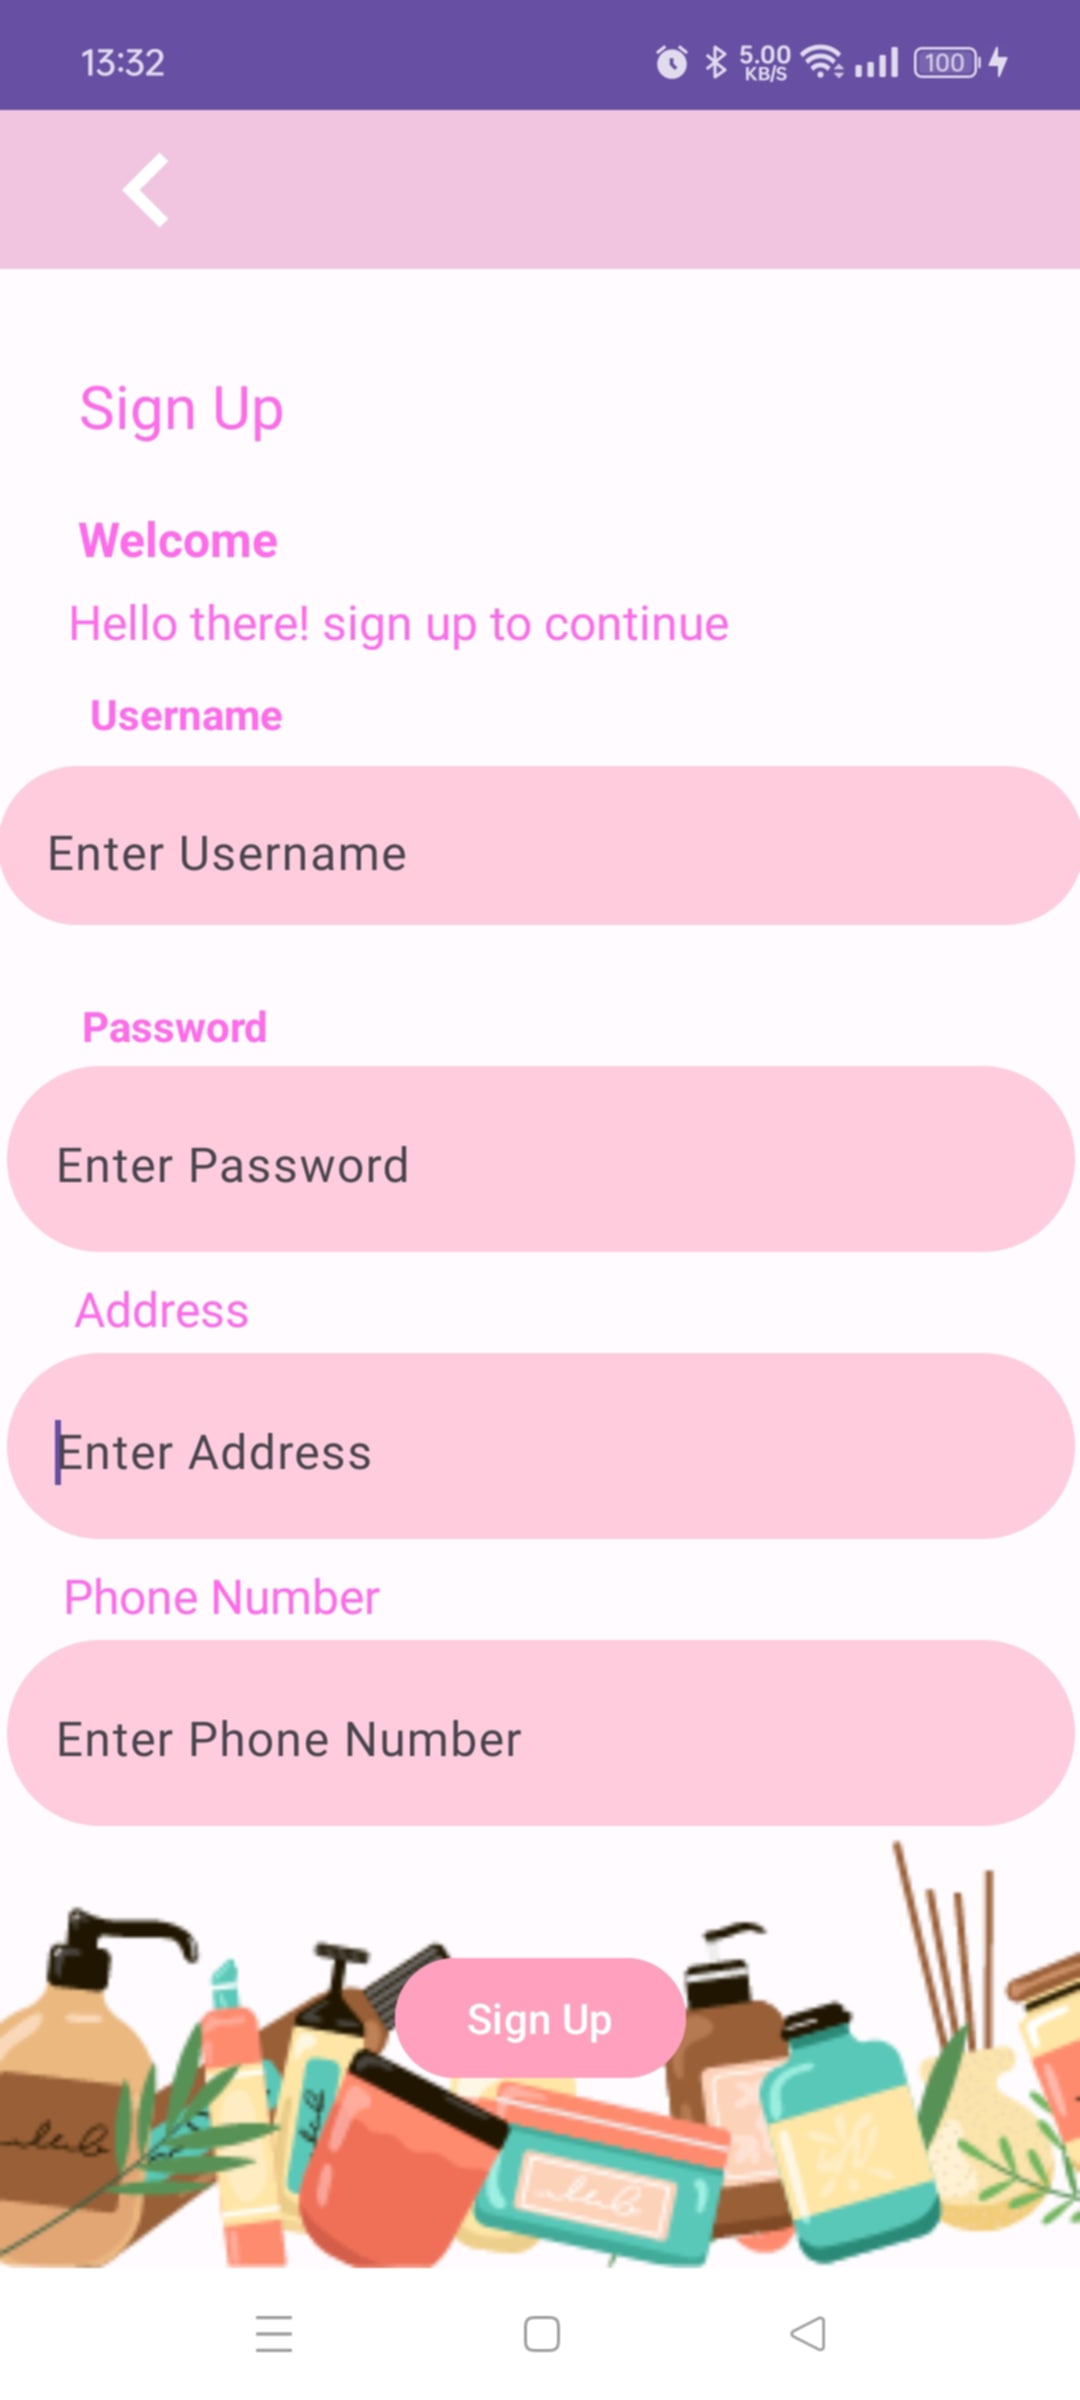 13:32
5.00
KB/S
100
Sign Up
Welcome
Hello there! sign up to continue
Username
Enter Username
Password
Enter Password
Address
Enter Address
Phone Number
Enter Phone Number
Sign Up